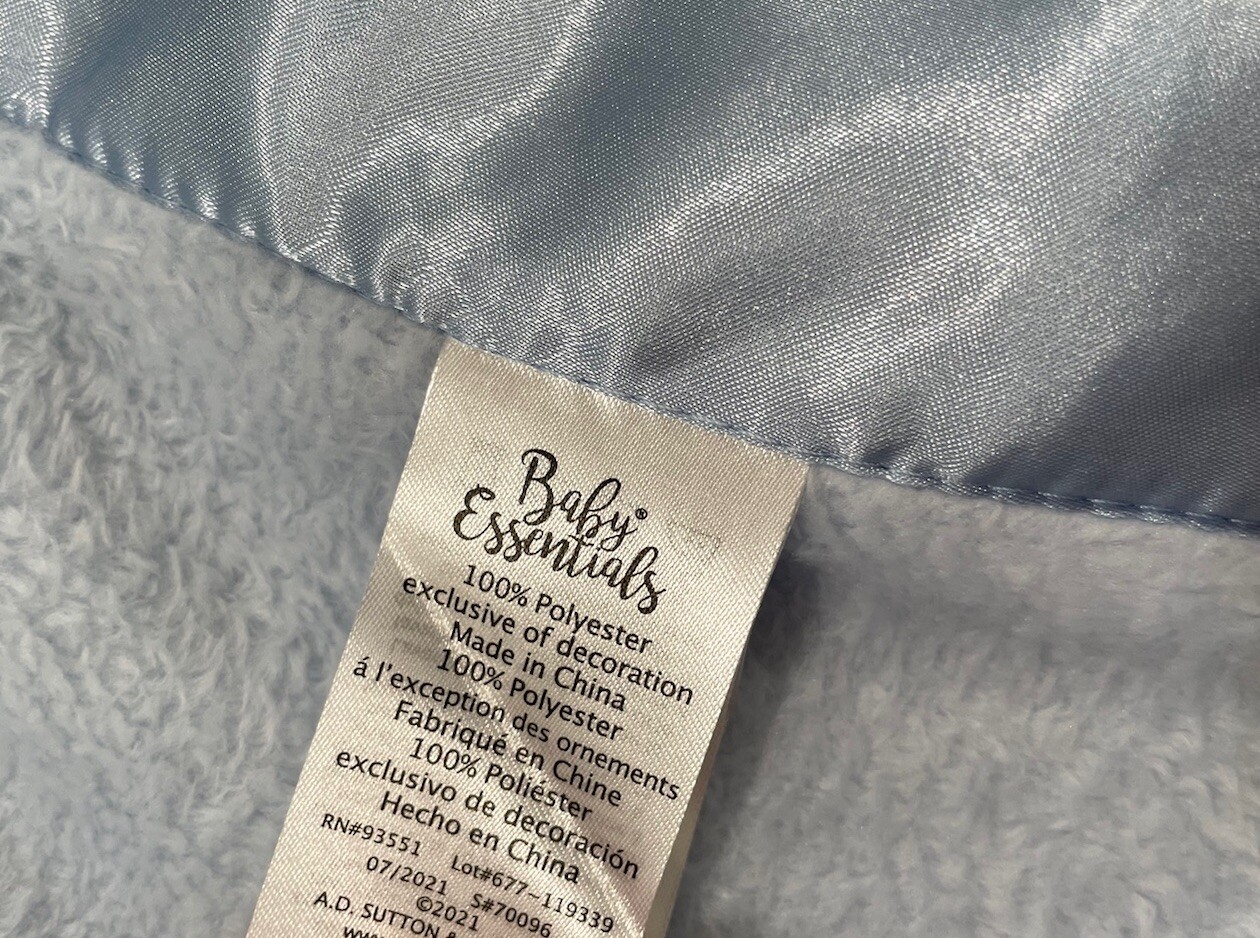 Baby®
Essentials
100% Polyester
exclusive of decoration
Made in China
100% Polyester
á l'exception des ornements
Fabriqué en Chine
100% Poliéster
exclusivo de decoración
Hecho en China
RN#93551 Lot#677-119339
07/2021 S#70096
©2021
A.D. SUTTON &
www